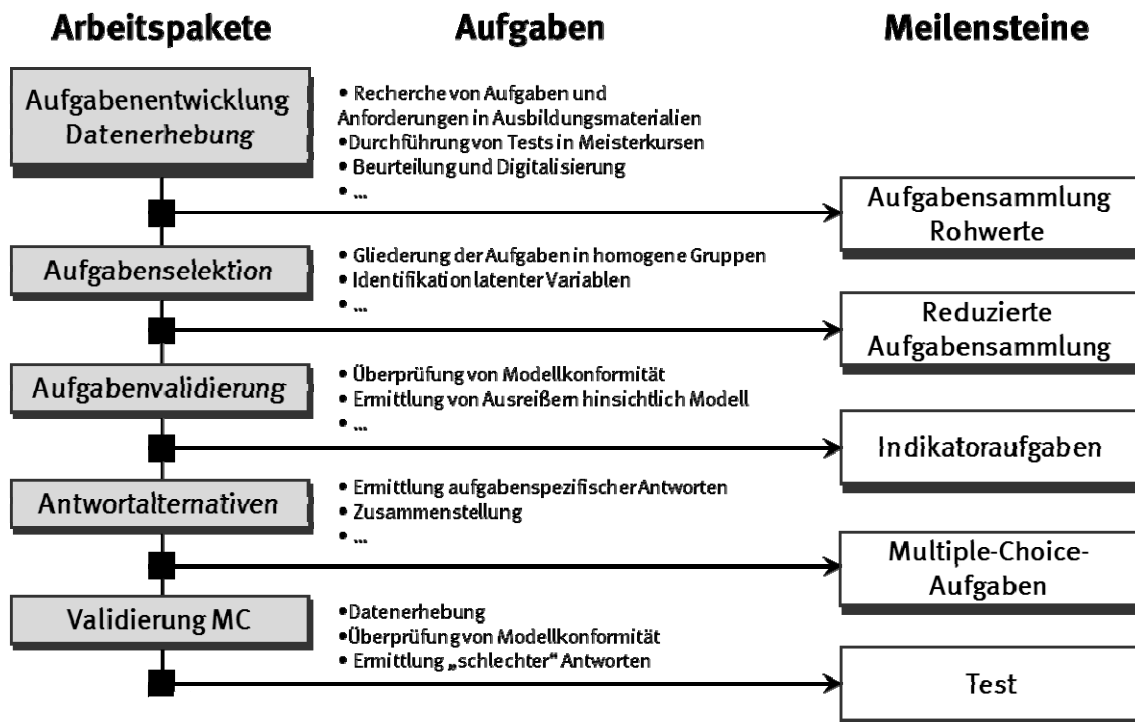 Arbeitspakete
Aufgaben
Meilensteine
Aufgabenentwicklung
Datenerhebung
• Recherche von Aufgaben und
Anforderungen in Ausbildungsmaterialien
•Durchführung von Tests in Meisterkursen
• Beurteilung und Digitalisierung
• ...
Aufgabensammlung
Rohwerte
Aufgabenselektion
• Gliederung der Aufgaben in homogene Gruppen
• Identifikation latenter Variablen
• ...
Reduzierte
Aufgabensammlung
Aufgabenvalidierung
• Überprüfung von Modellkonformität
• Ermittlung von Ausreißern hinsichtlich Modell
• ...
Indikatoraufgaben
Antwortalternativen
• Ermittlung aufgabenspezifischer Antworten
• Zusammenstellung
• ...
Multiple-Choice-
Aufgaben
Validierung MC
•Datenerhebung
•Überprüfung von Modellkonformität
• Ermittlung „schlechter“ Antworten
Test